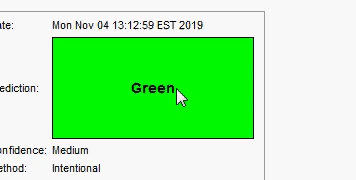 ate: Mon Nov 04 13:12:59 EST 2019
ediction: Green
onfidence: Medium
ethod: Intentional